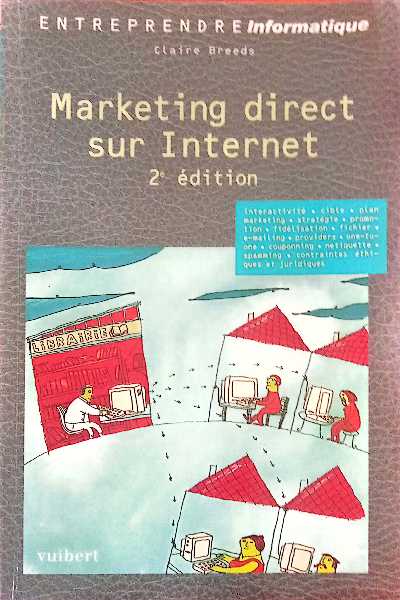 ENTREPRENDRE Informatique
Claire Breeds
Marketing direct
sur Internet
2e édition
interactivité • cible • plan
marketing • stratégie • promo-
tion • fidélisation • fichier •
e-mailing • providers • one-to-
one • couponning • netiquette •
spamming • contraintes éthi-
ques et juridiques
LIBRAIRIE
vuibert